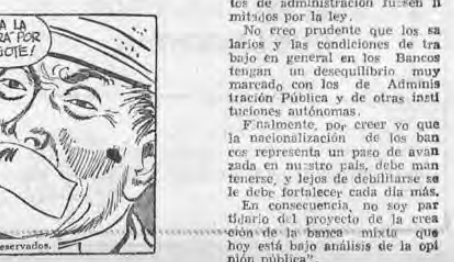 A LA
RA POR
GOTE!
eservados.
tos de administración fuesen li
mitados por la ley.
No creo prudente que los sa
larios y las condiciones de tra
bajo en general en los Bancos
tengan un desequilibrio muy
marcado con los de Adminis
tración Pública y de otras insti
tuciones autónomas.
Finalmente, por creer yo que
la nacionalización de los ban
cos representa un paso de avan
zada en nuestro país, debe man
tenerse, y lejos de debilitarse se
le debe fortalecer cada día más.
En consecuencia, no soy par
tidario del proyecto de la crea
ción de la banca mixta que
hoy está bajo análisis de la opi
nión pública"